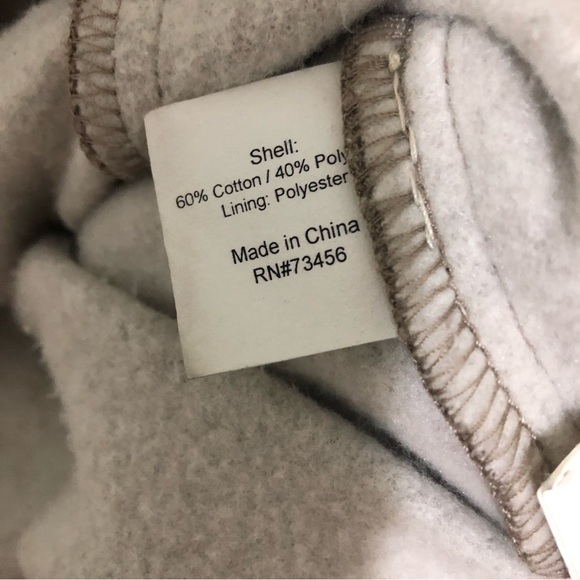 Shell:
60% Cotton / 40% Poly
Lining: Polyester
Made in China
RN#73456